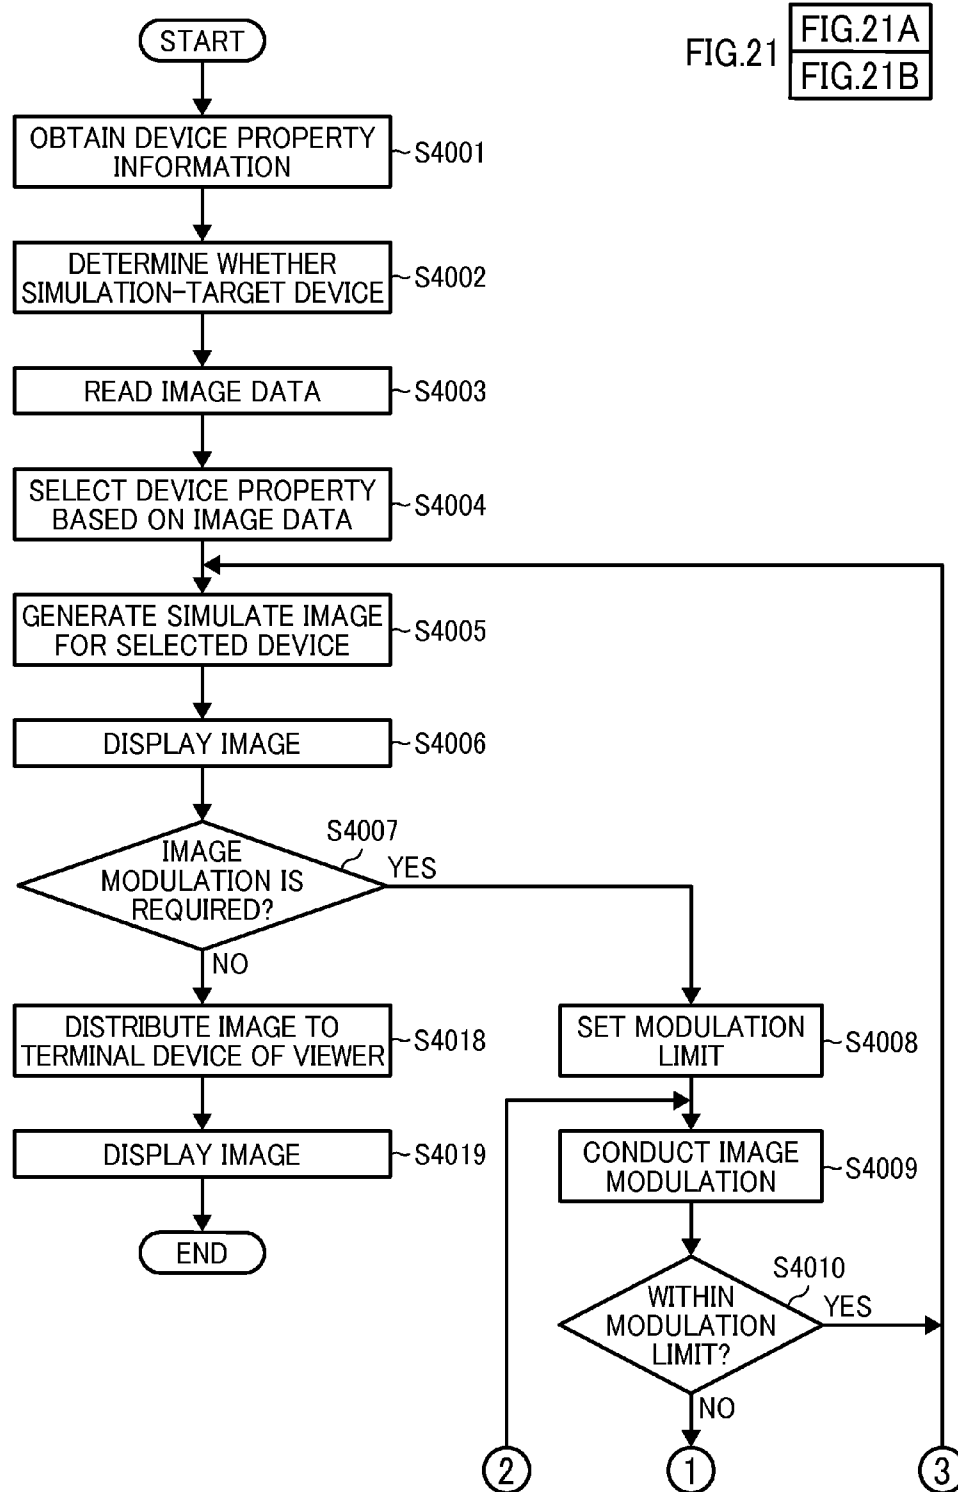 FIG.21
FIG.21A
FIG.21B
START
OBTAIN DEVICE PROPERTY
INFORMATION
S4001
DETERMINE WHETHER
SIMULATION-TARGET DEVICE
S4002
READ IMAGE DATA
S4003
SELECT DEVICE PROPERTY
BASED ON IMAGE DATA
S4004
GENERATE SIMULATE IMAGE
FOR SELECTED DEVICE
S4005
DISPLAY IMAGE
S4006
S4007
IMAGE
MODULATION IS
REQUIRED?
YES
NO
DISTRIBUTE IMAGE TO
TERMINAL DEVICE OF VIEWER
S4018
DISPLAY IMAGE
S4019
END
SET MODULATION
LIMIT
S4008
CONDUCT IMAGE
MODULATION
S4009
S4010
WITHIN
MODULATION
LIMIT?
YES
NO
2
1
3